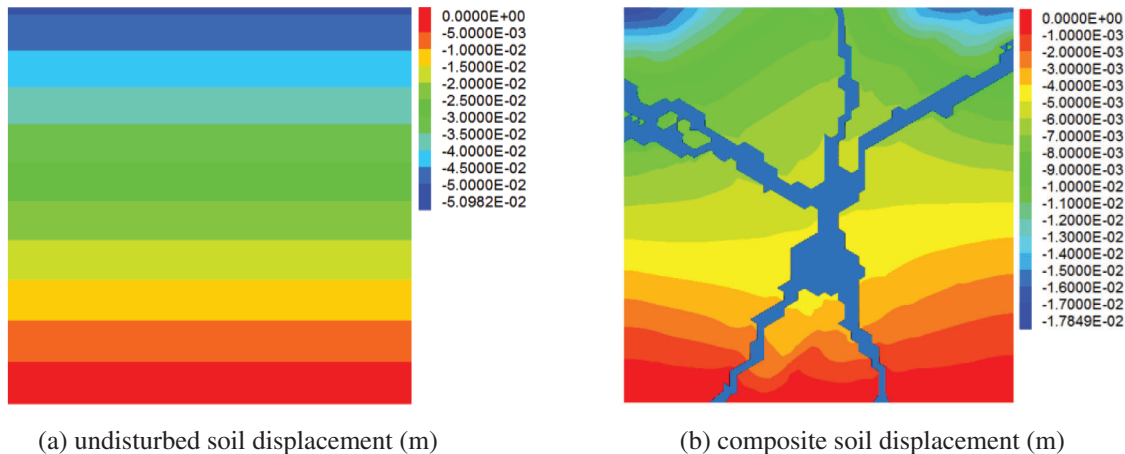 0.0000E+00
-5.0000E-03
-1.0000E-02
-1.5000E-02
-2.0000E-02
-2.5000E-02
-3.0000E-02
-3.5000E-02
-4.0000E-02
-4.5000E-02
-5.0000E-02
-5.0982E-02
0.0000E+00
-1.0000E-03
-2.0000E-03
-3.0000E-03
-4.0000E-03
-5.0000E-03
-6.0000E-03
-7.0000E-03
-8.0000E-03
-9.0000E-03
-1.0000E-02
-1.1000E-02
-1.2000E-02
-1.3000E-02
-1.4000E-02
-1.5000E-02
-1.6000E-02
-1.7000E-02
-1.7849E-02
(a) undisturbed soil displacement (m)
(b) composite soil displacement (m)